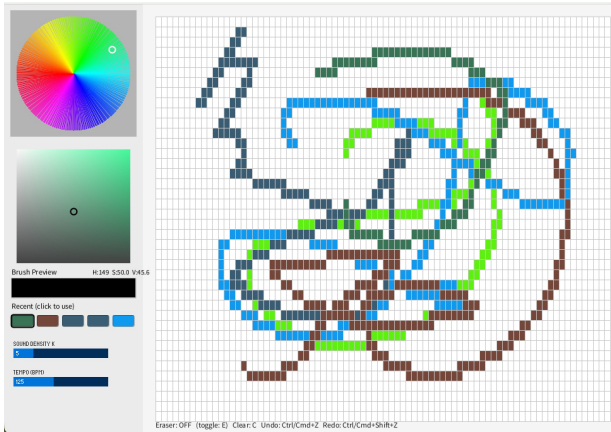 Brush Preview H:149 S:50.0 V:45.6
Recent (click to use)
SOUND DENSITY K
5
TEMPO (BPM)
125
Eraser: OFF (toggle: E) Clear: C Undo: Ctrl/Cmd+Z Redo: Ctrl/Cmd+Shift+Z